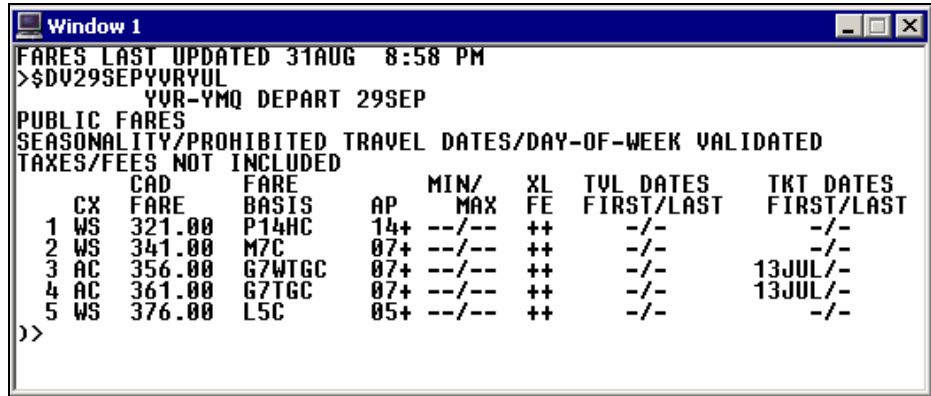 Window 1
FARES LAST UPDATED 31AUG 8:58 PM
>$DV29SEPYVRYUL
YVR-YMQ DEPART 29SEP
PUBLIC FARES
SEASONALITY/PROHIBITED TRAVEL DATES/DAY-OF-WEEK VALIDATED
TAXES/FEES NOT INCLUDED
CAD FARE MIN/ XL TVL DATES TKT DATES
CX FARE BASIS AP MAX FE FIRST/LAST FIRST/LAST
1 WS 321.00 P14HC 14+ --/-- ++ -/- -/-
2 WS 341.00 M7C 07+ --/-- ++ -/- -/-
3 AC 356.00 G7WTGC 07+ --/-- ++ -/- 13JUL/-
4 AC 361.00 G7TGC 07+ --/-- ++ -/- 13JUL/-
5 WS 376.00 L5C 05+ --/-- ++ -/- -/-
)>